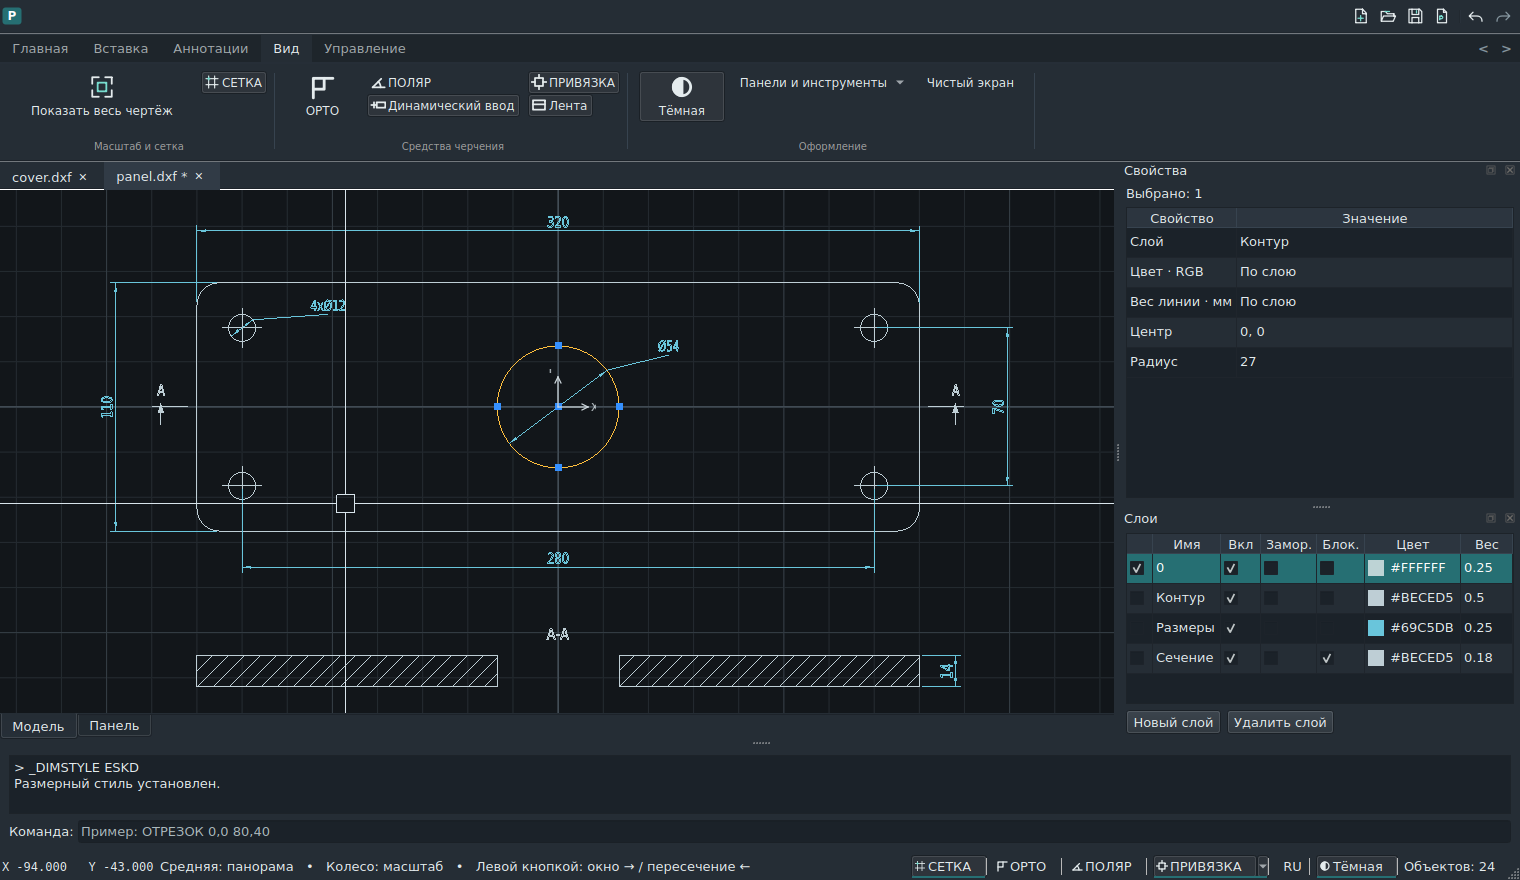 P
Главная Вставка Аннотации Вид Управление < >
Показать весь чертёж
СЕТКА
Масштаб и сетка
ОРТО
ПОЛЯР
ПРИВЯЗКА
Динамический ввод
Лента
Средства черчения
Тёмная
Панели и инструменты
Чистый экран
Оформление
cover.dxf × panel.dxf * ×
320
4xØ12
Ø54
A A
110
70
X
280
A-A
14
Модель Панель
Свойства
Выбрано: 1
Свойство Значение
Слой Контур
Цвет · RGB По слою
Вес линии · мм По слою
Центр 0, 0
Радиус 27
Слои
Имя Вкл Замор. Блок. Цвет Вес
0 #FFFFFF 0.25
Контур #BECED5 0.5
Размеры #69C5DB 0.25
Сечение #BECED5 0.18
Новый слой Удалить слой
> _DIMSTYLE ESKD
Размерный стиль установлен.
Команда: Пример: ОТРЕЗОК 0,0 80,40
X -94.000 Y -43.000 Средняя: панорама • Колесо: масштаб • Левой кнопкой: окно → / пересечение ← СЕТКА ОРТО ПОЛЯР ПРИВЯЗКА RU Тёмная Объектов: 24